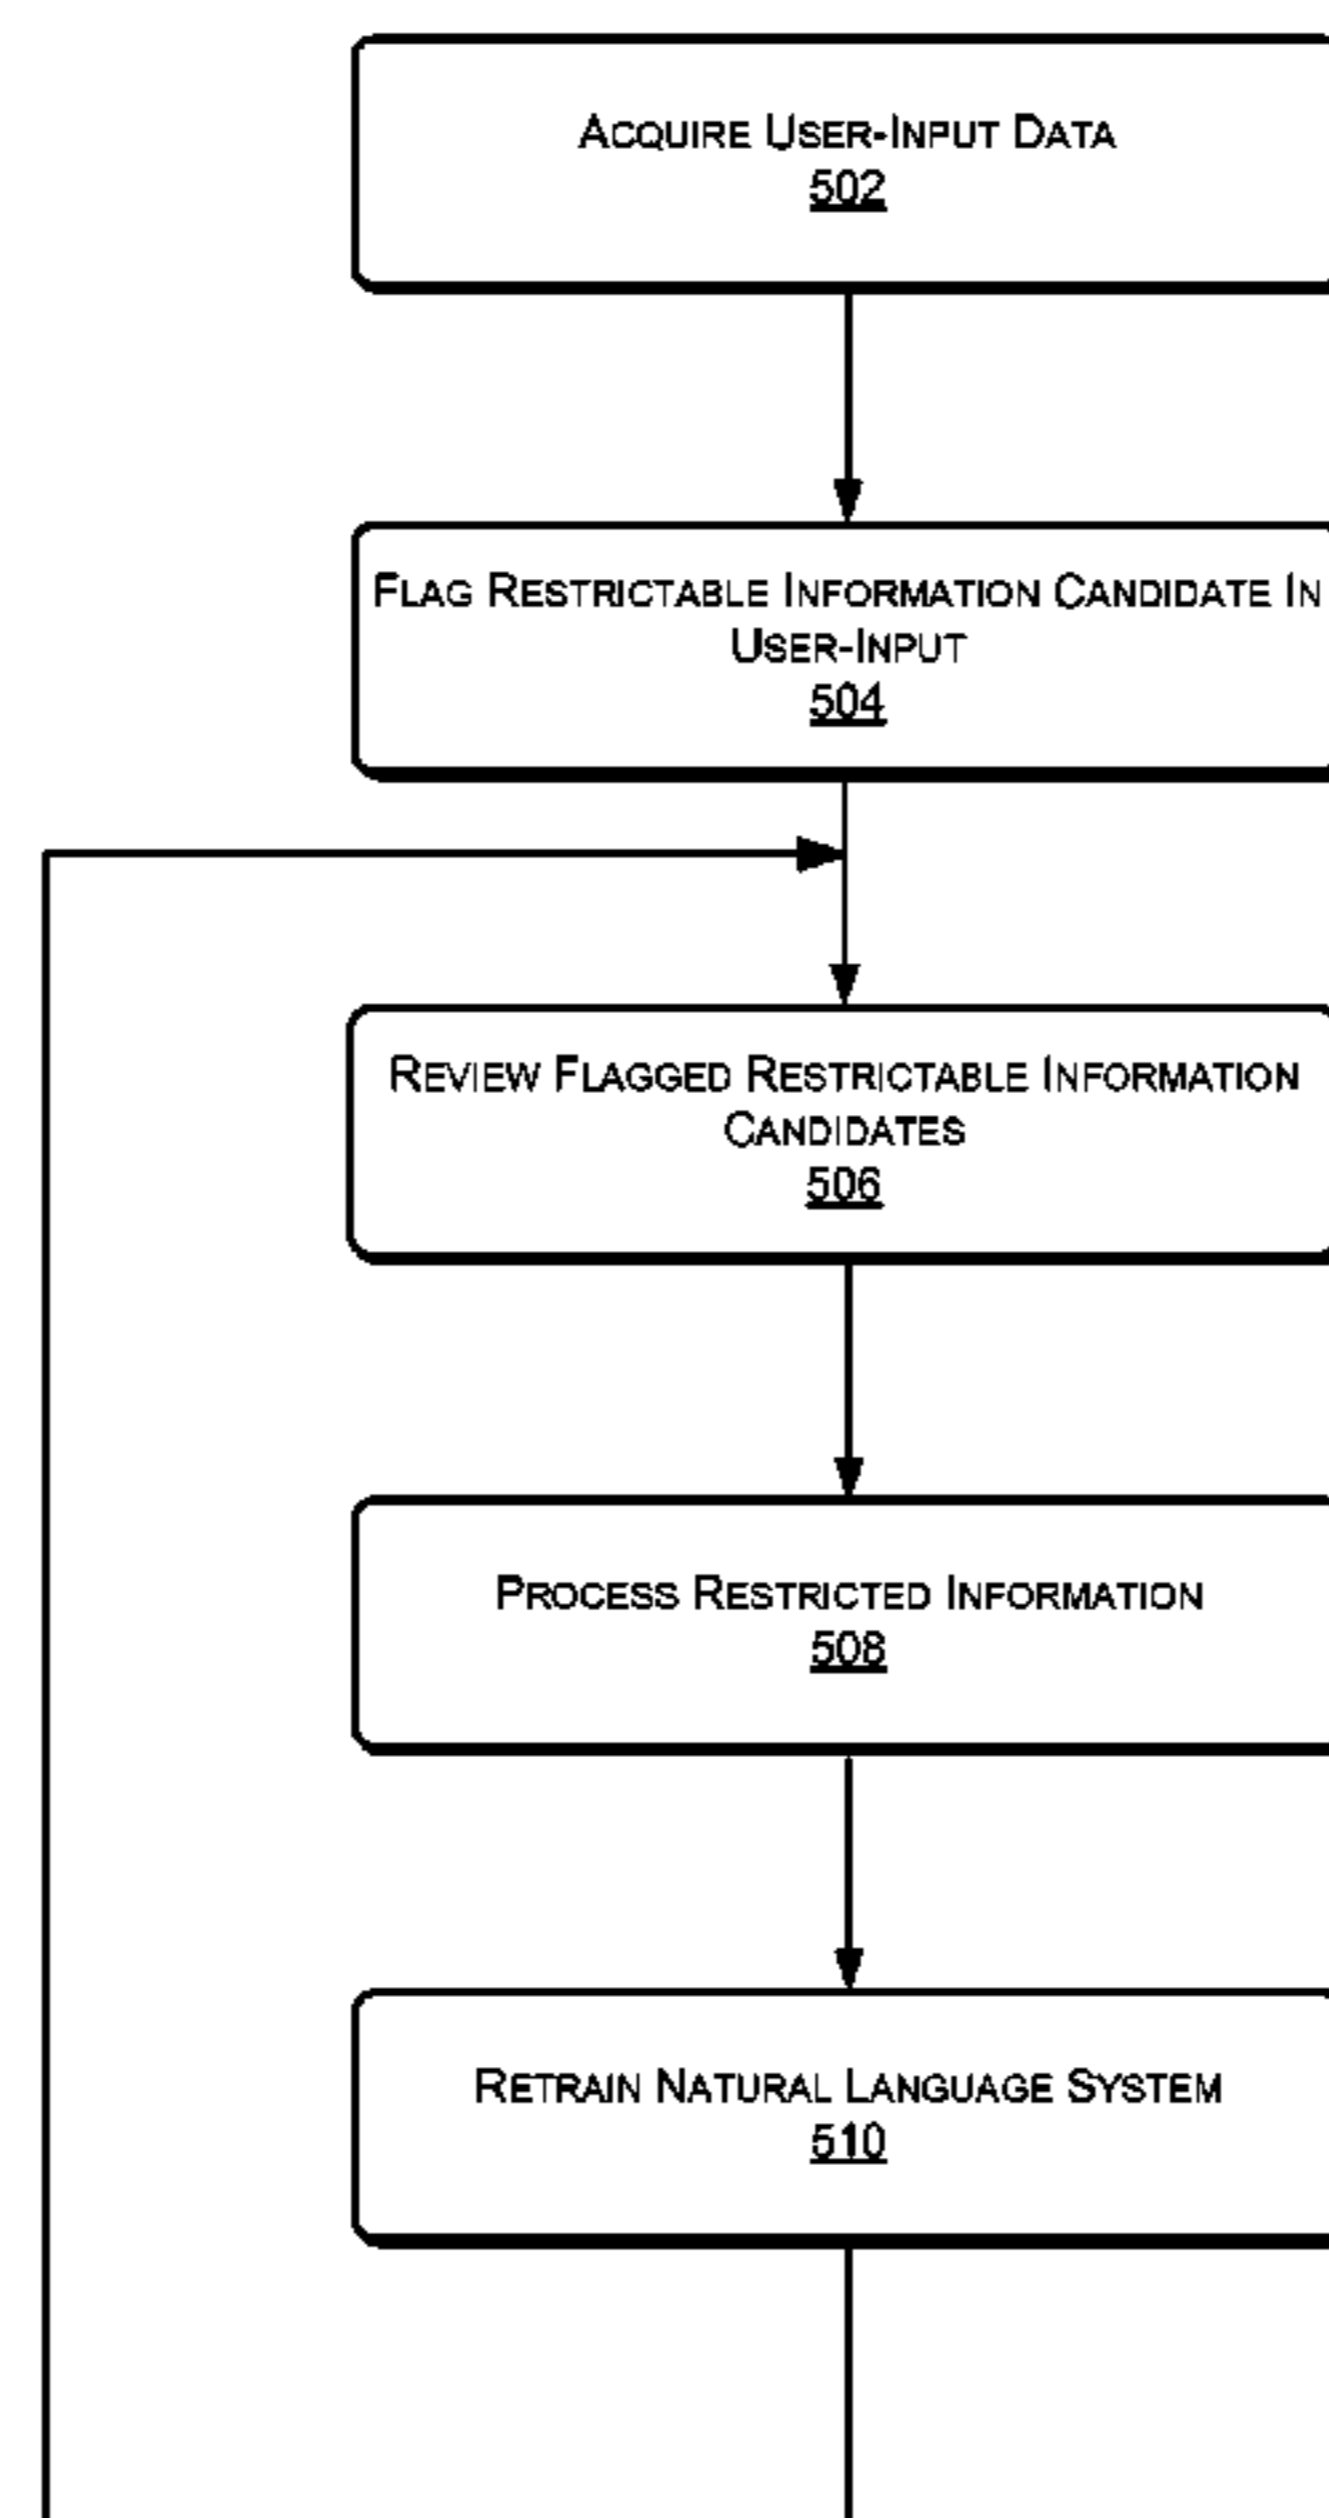 ACQUIRE USER-INPUT DATA
502
FLAG RESTRICTABLE INFORMATION CANDIDATE IN
USER-INPUT
504
REVIEW FLAGGED RESTRICTABLE INFORMATION
CANDIDATES
506
PROCESS RESTRICTED INFORMATION
508
RETRAIN NATURAL LANGUAGE SYSTEM
510